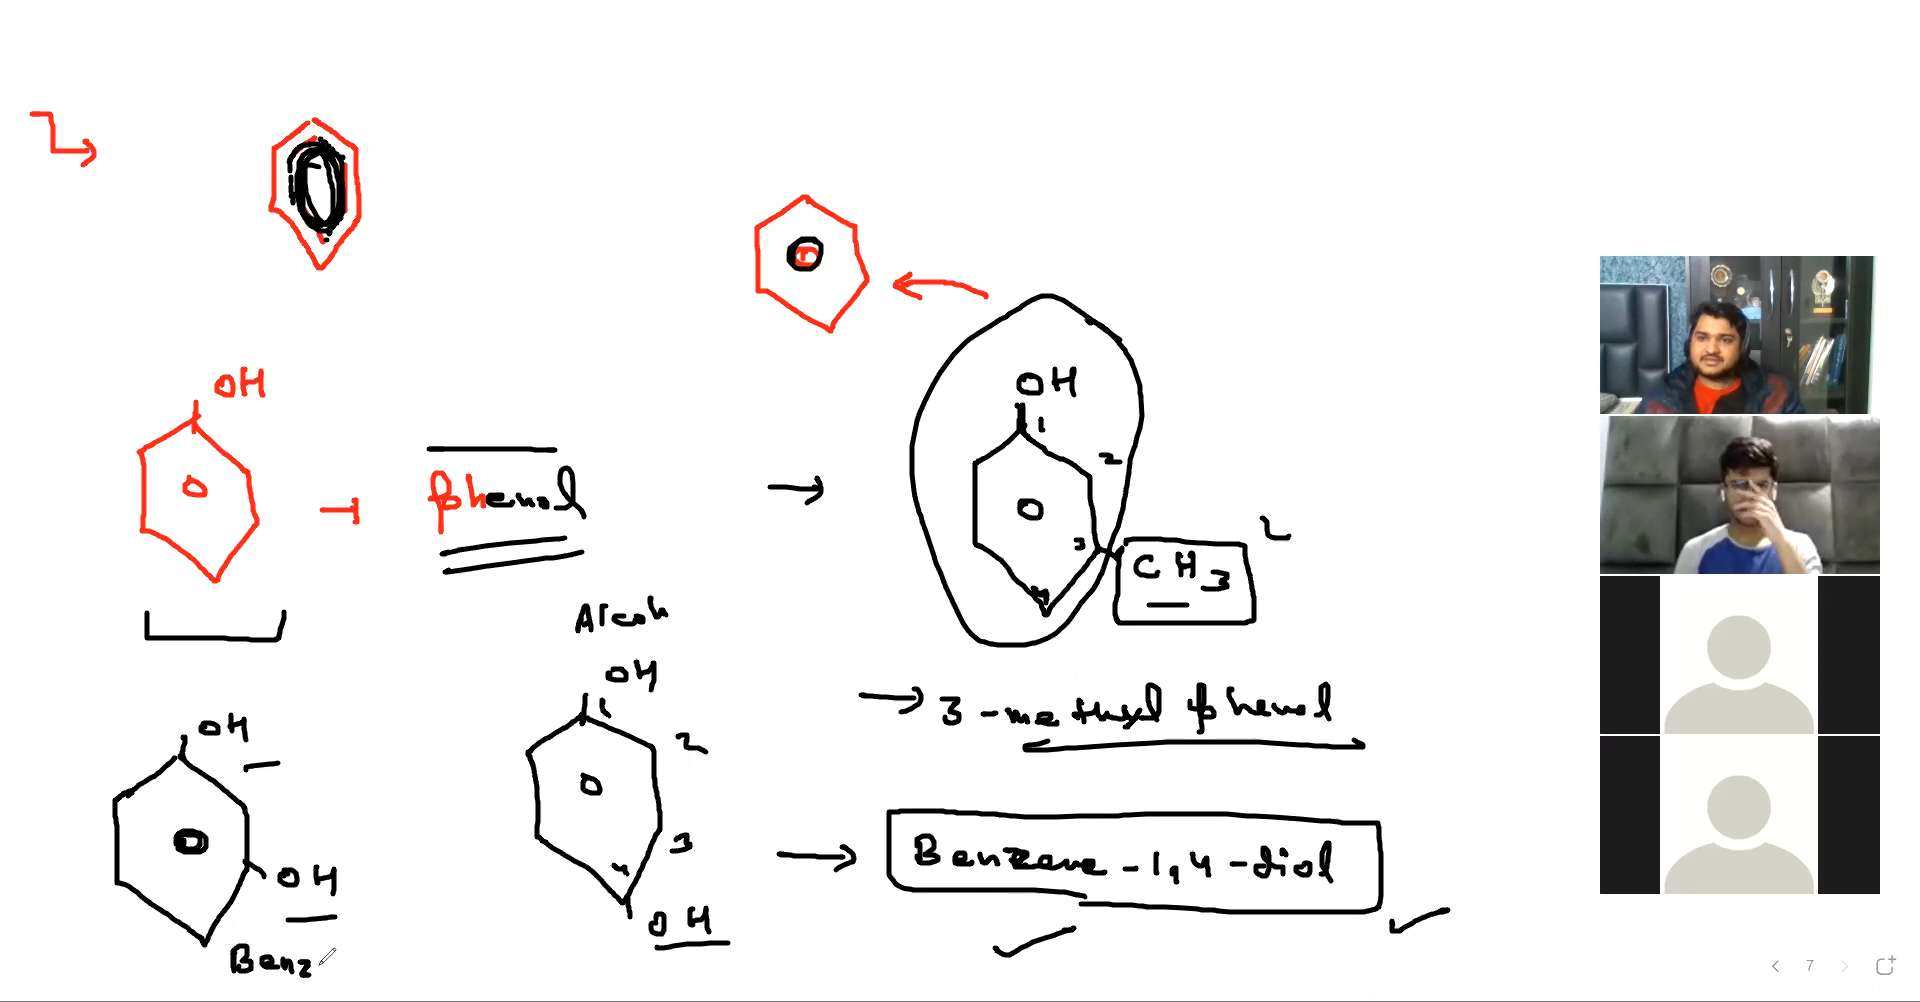 OH
phenol
OH
1
2
3
4
CH3
2
Alcoh
OH
1
2
3
4
OH
3-methyl phenol
OH
OH
Benz
Benzene-1,4-diol
7